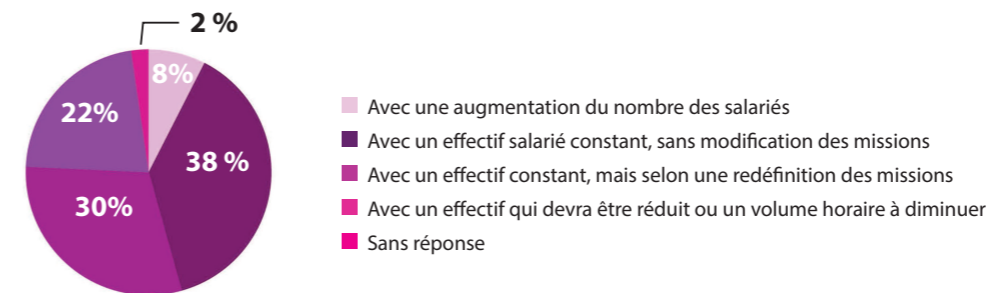 2 %
8%
22%
38 %
30%
Avec une augmentation du nombre des salariés
Avec un effectif salarié constant, sans modification des missions
Avec un effectif constant, mais selon une redéfinition des missions
Avec un effectif qui devra être réduit ou un volume horaire à diminuer
Sans réponse